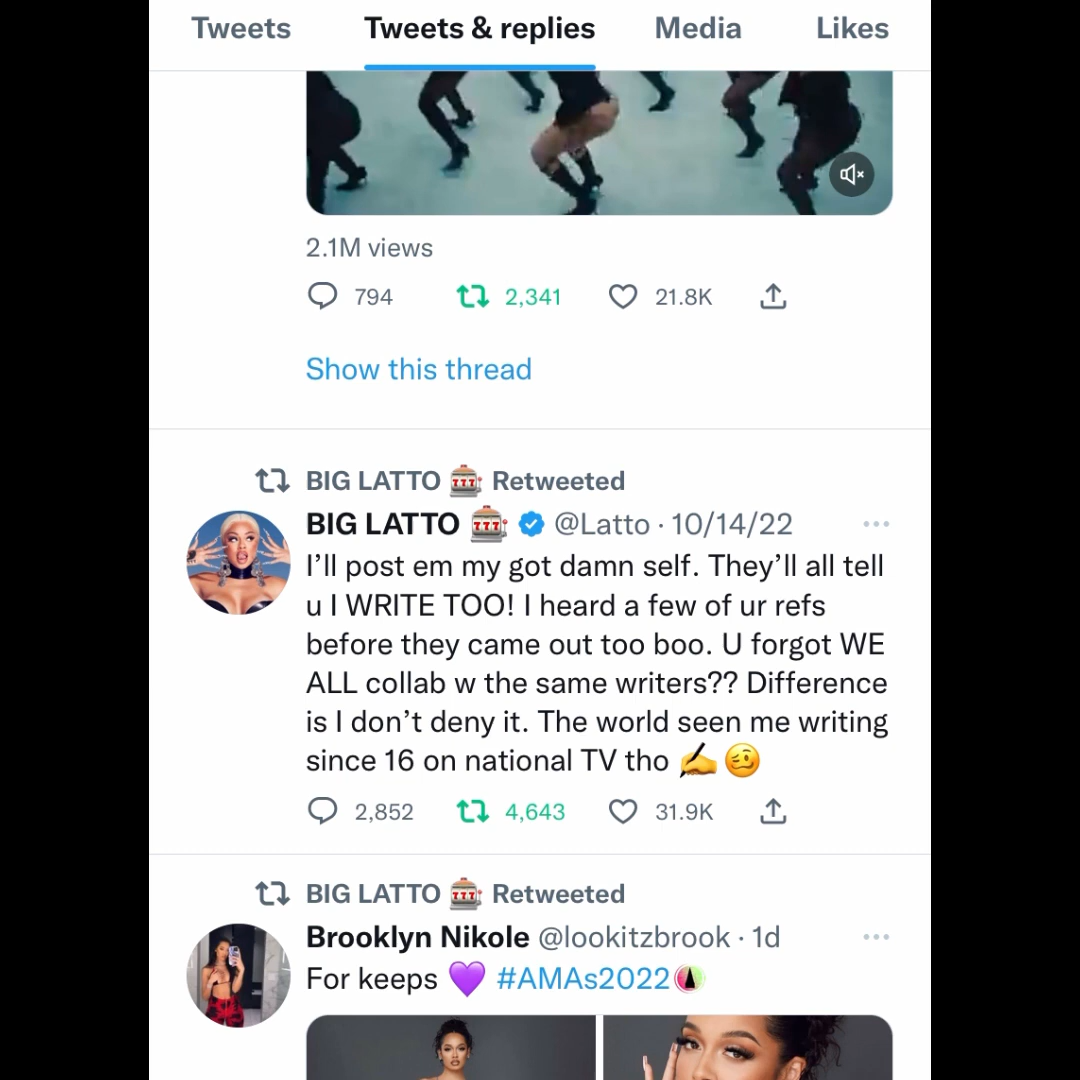 Tweets Tweets & replies Media Likes
2.1M views
794 2,341 21.8K
Show this thread
BIG LATTO 🎰 Retweeted
BIG LATTO 🎰 @Latto · 10/14/22
I’ll post em my got damn self. They’ll all tell
u I WRITE TOO! I heard a few of ur refs
before they came out too boo. U forgot WE
ALL collab w the same writers?? Difference
is I don’t deny it. The world seen me writing
since 16 on national TV tho ✍️🥴
2,852 4,643 31.9K
BIG LATTO 🎰 Retweeted
Brooklyn Nikole @lookitzbrook · 1d
For keeps 💜 #AMAs2022